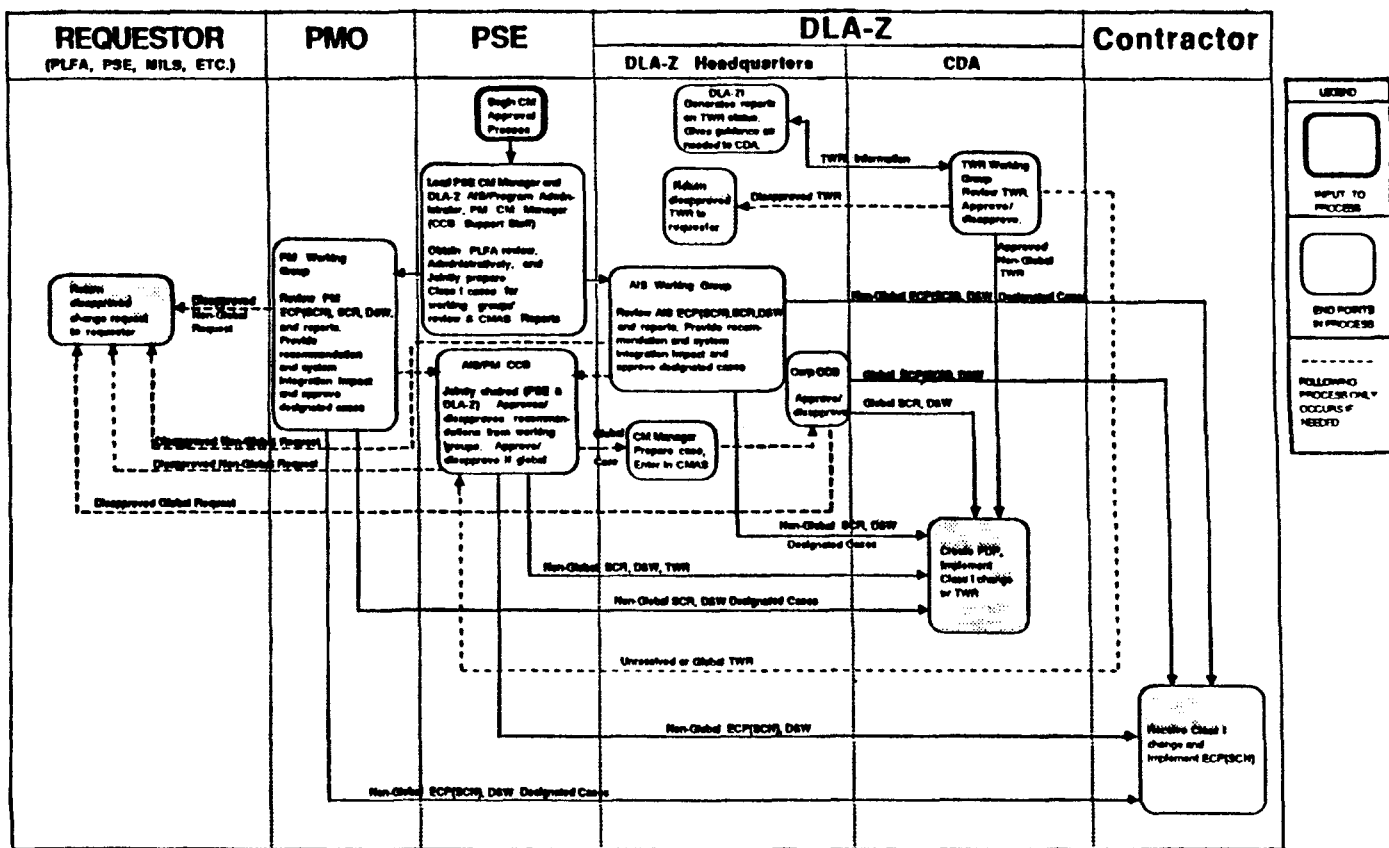 REQUESTOR
(PLFA, PSE, MILS, ETC.)
PMO
PSE
DLA-Z
DLA-Z Headquarters
CDA
Contractor
Begin CM
Approval
Process
Lead PSE CM Manager and
DLA-Z AIS/Program Admin-
istrator, PM CM Manager
(CCB Support Staff)
Obtain PLFA review,
Administratively, and
Jointly prepare
Class I cases for
working groups'
review & CMAS Reports
DLA-ZI
Generates reports
on TWR status.
Gives guidance as
needed to CDA.
TWR Information
TWR Working
Group
Review TWR,
Approve/
disapprove.
Return
disapproved
TWR to
requester
Disapproved TWR
Approved
Non-Global
TWR
PM Working
Group
Review PM
ECP(SCN), SCR, D&W,
and reports.
Provide
recommendation
and system
Integration Impact
and approve
designated cases
Return
disapproved
change request
to requester
Disapproved
Non-Global
Request
AIS Working Group
Review AIS ECP(SCN),SCR,D&W
and reports. Provide recom-
mendation and system
Integration Impact and
approve designated cases
Non-Global ECP(SCN), D&W Designated Cases
AIS/PM CCB
Jointly chaired (PSE &
DLA-Z) Approves/
disapproves recommen-
dations from working
groups. Approve/
disapprove if global
Corp CCB
Approve/
disapprove
Global ECP(SCN), D&W
Global SCR, D&W
Global
Case
CM Manager
Prepare case,
Enter in CMAS
Disapproved Non-Global Request
Disapproved Non-Global Request
Disapproved Global Request
Non-Global SCR, D&W
Designated Cases
Create PDP,
Implement
Class I change
or TWR
Non-Global SCR, D&W, TWR
Non-Global SCR, D&W Designated Cases
Unresolved or Global TWR
Non-Global ECP(SCN), D&W
Receive Class I
change and
Implement ECP(SCN)
Non-Global ECP(SCN), D&W Designated Cases
LEGEND
INPUT TO
PROCESS
END POINTS
IN PROCESS
FOLLOWING
PROCESS ONLY
OCCURS IF
NEEDED